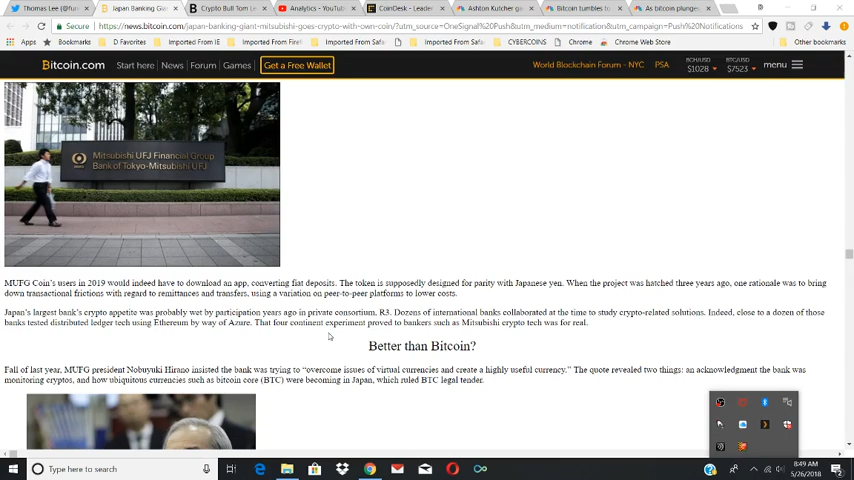 Thomas Lee (@fun
Japan Banking Gia
Crypto Bull Tom Le
Analytics - YouTube
CoinDesk - Leader
Ashton Kutcher giv
Bitcoin tumbles to
As bitcoin plunges
Secure
https://news.bitcoin.com/japan-banking-giant-mitsubishi-goes-crypto-with-own-coin/?utm_source=OneSignal%20Push&utm_medium=notification&utm_campaign=Push%20Notifications
Apps
Bookmarks
D Favorites
Imported From IE
Imported From Firef
Imported From Safa
Imported From Safa
CYBERCOINS
Chrome
Chrome Web Store
Other bookmarks
Bitcoin.com
Start here
News
Forum
Games
Get a Free Wallet
World Blockchain Forum - NYC
PSA
BCH/USD
$1028
BTC/USD
$7523
menu
Mitsubishi UFJ Financial Group
Bank of Tokyo-Mitsubishi UFJ
MUFG Coin's users in 2019 would indeed have to download an app, converting fiat deposits. The token is supposedly designed for parity with Japanese yen. When the project was hatched three years ago, one rationale was to bring
down transactional frictions with regard to remittances and transfers, using a variation on peer-to-peer platforms to lower costs.
Japan's largest bank's crypto appetite was probably wet by participation years ago in private consortium, R3. Dozens of international banks collaborated at the time to study crypto-related solutions. Indeed, close to a dozen of those
banks tested distributed ledger tech using Ethereum by way of Azure. That four continent experiment proved to bankers such as Mitsubishi crypto tech was for real.
Better than Bitcoin?
Fall of last year, MUFG president Nobuyuki Hirano insisted the bank was trying to "overcome issues of virtual currencies and create a highly useful currency." The quote revealed two things: an acknowledgment the bank was
monitoring cryptos, and how ubiquitous currencies such as bitcoin core (BTC) were becoming in Japan, which ruled BTC legal tender.
Type here to search
8:49 AM
5/26/2018